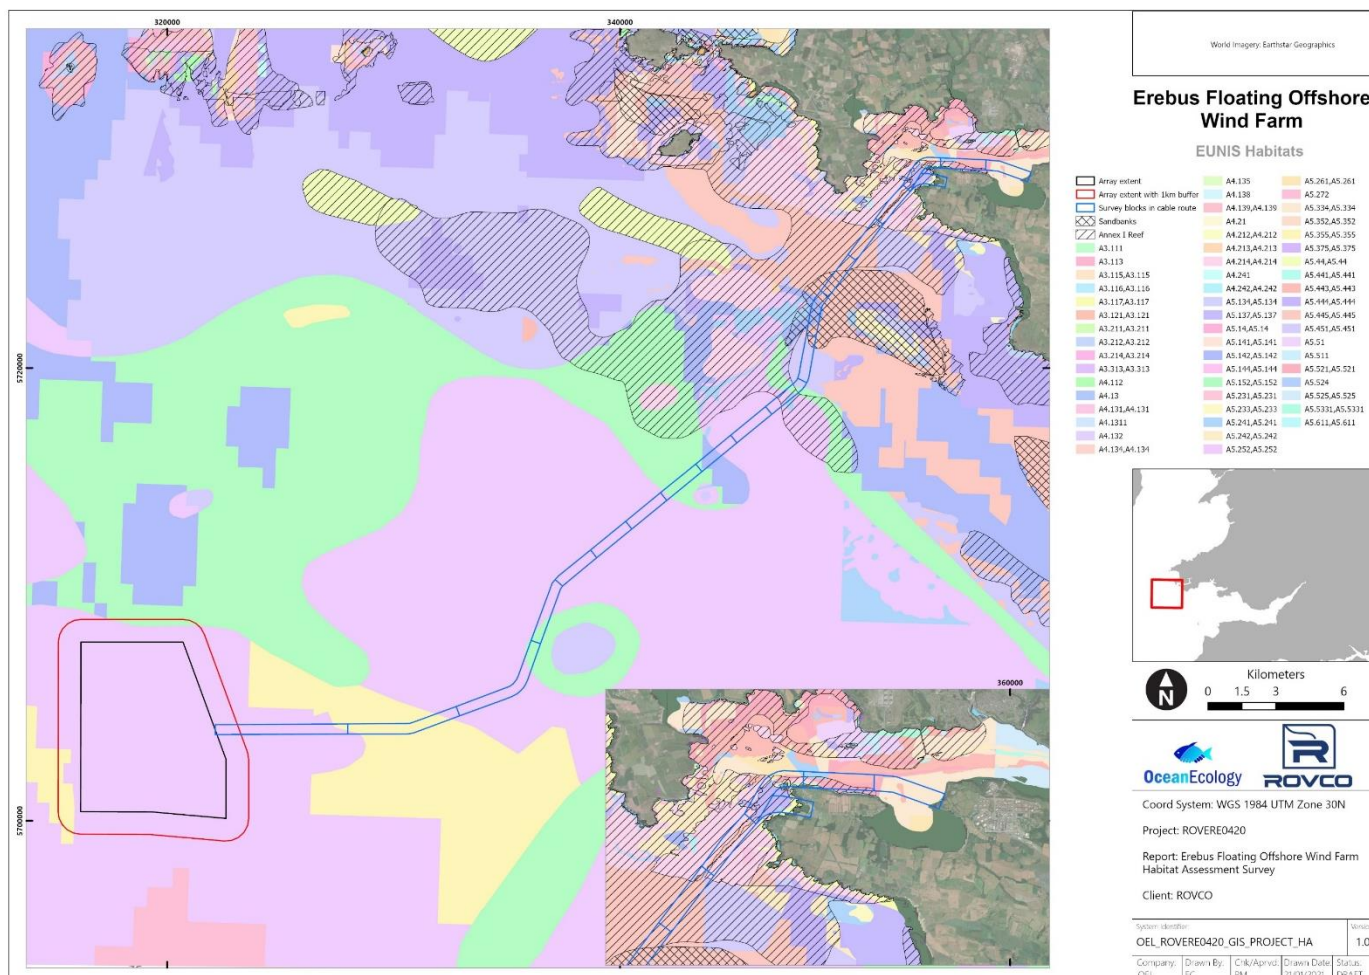 320000
340000
5720000
5700000
360000
World Imagery: Earthstar Geographics
Erebus Floating Offshore
Wind Farm
EUNIS Habitats
Array extent
Array extent with 1km buffer
Survey blocks in cable route
Sandbanks
Annex I Reef
A3.111
A3.113
A3.115,A3.115
A3.116,A3.116
A3.117,A3.117
A3.121,A3.121
A3.211,A3.211
A3.212,A3.212
A3.214,A3.214
A3.313,A3.313
A4.112
A4.13
A4.131,A4.131
A4.1311
A4.132
A4.134,A4.134
A4.135
A4.138
A4.139,A4.139
A4.21
A4.212,A4.212
A4.213,A4.213
A4.214,A4.214
A4.241
A4.242,A4.242
A5.134,A5.134
A5.137,A5.137
A5.14,A5.14
A5.141,A5.141
A5.142,A5.142
A5.144,A5.144
A5.152,A5.152
A5.231,A5.231
A5.233,A5.233
A5.241,A5.241
A5.242,A5.242
A5.252,A5.252
A5.261,A5.261
A5.272
A5.334,A5.334
A5.352,A5.352
A5.355,A5.355
A5.375,A5.375
A5.44,A5.44
A5.441,A5.441
A5.443,A5.443
A5.444,A5.444
A5.445,A5.445
A5.451,A5.451
A5.51
A5.511
A5.521,A5.521
A5.524
A5.525,A5.525
A5.5331,A5.5331
A5.611,A5.611
N
Kilometers
0 1.5 3 6
OceanEcology
R
ROVCO
Coord System: WGS 1984 UTM Zone 30N
Project: ROVERE0420
Report: Erebus Floating Offshore Wind Farm
Habitat Assessment Survey
Client: ROVCO
System Identifier:
OEL_ROVERE0420_GIS_PROJECT_HA
1.0
Company: Drawn By: Chk/Aprvd: Drawn Date: Status: